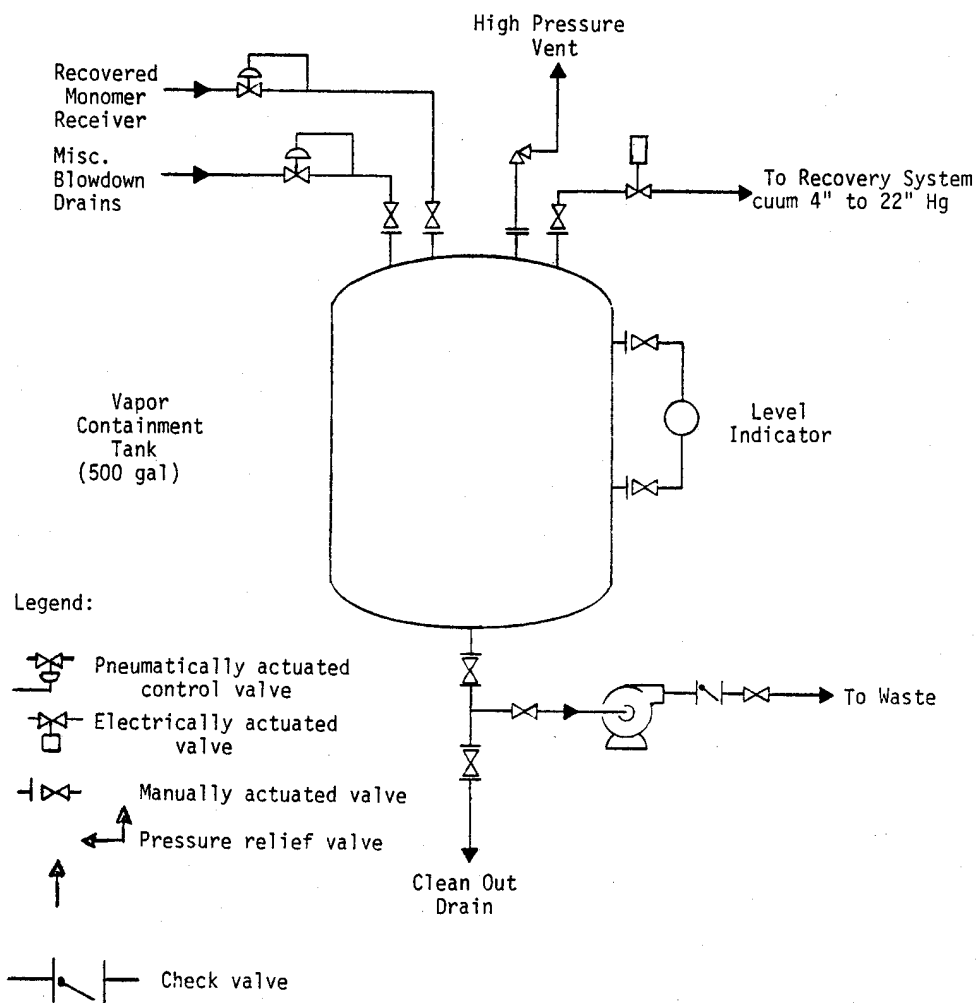 High Pressure
Vent
Recovered
Monomer
Receiver
Misc.
Blowdown
Drains
To Recovery System
cuum 4" to 22" Hg
Vapor
Containment
Tank
(500 gal)
Level
Indicator
Legend:
Pneumatically actuated
control valve
Electrically actuated
valve
Manually actuated valve
Pressure relief valve
Check valve
To Waste
Clean Out
Drain